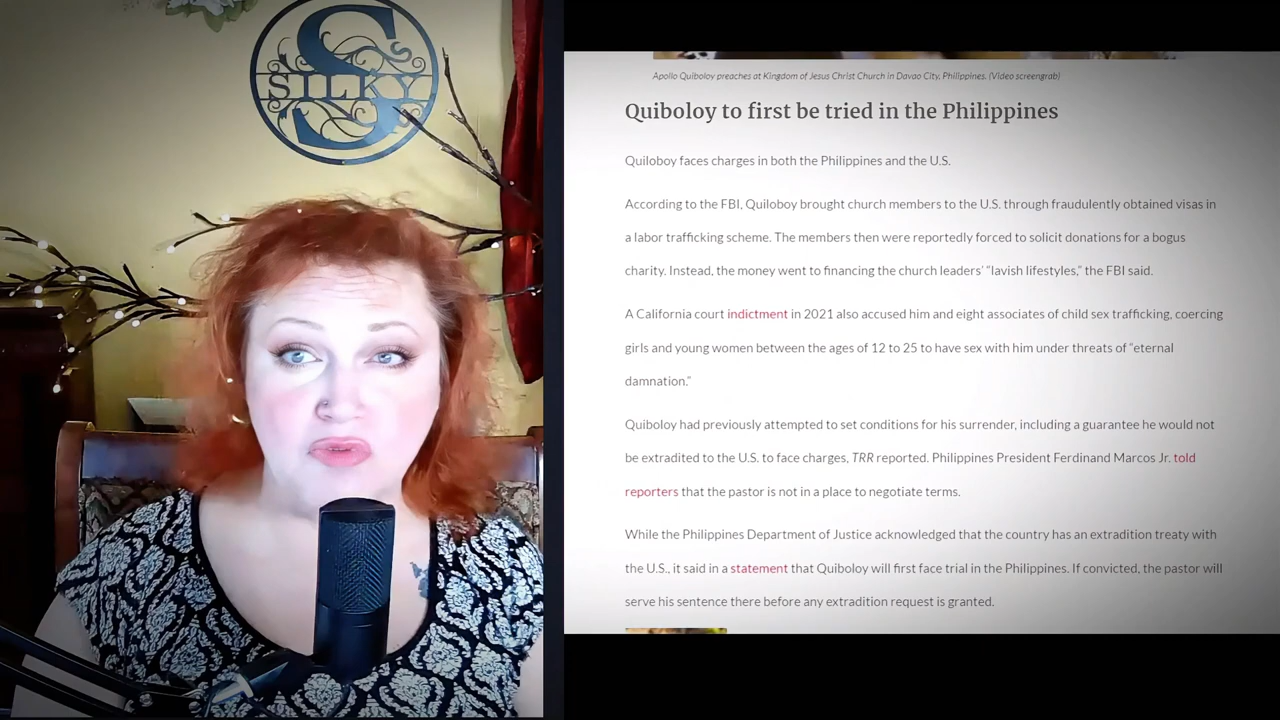 S
SILKY
Apollo Quiboloy preaches at Kingdom of Jesus Christ Church in Davao City, Philippines. (Video screengrab)
Quiboloy to first be tried in the Philippines
Quiloboy faces charges in both the Philippines and the U.S.
According to the FBI, Quiloboy brought church members to the U.S. through fraudulently obtained visas in
a labor trafficking scheme. The members then were reportedly forced to solicit donations for a bogus
charity. Instead, the money went to financing the church leaders’ “lavish lifestyles,” the FBI said.
A California court indictment in 2021 also accused him and eight associates of child sex trafficking, coercing
girls and young women between the ages of 12 to 25 to have sex with him under threats of “eternal
damnation.”
Quiboloy had previously attempted to set conditions for his surrender, including a guarantee he would not
be extradited to the U.S. to face charges, TRR reported. Philippines President Ferdinand Marcos Jr. told
reporters that the pastor is not in a place to negotiate terms.
While the Philippines Department of Justice acknowledged that the country has an extradition treaty with
the U.S., it said in a statement that Quiboloy will first face trial in the Philippines. If convicted, the pastor will
serve his sentence there before any extradition request is granted.